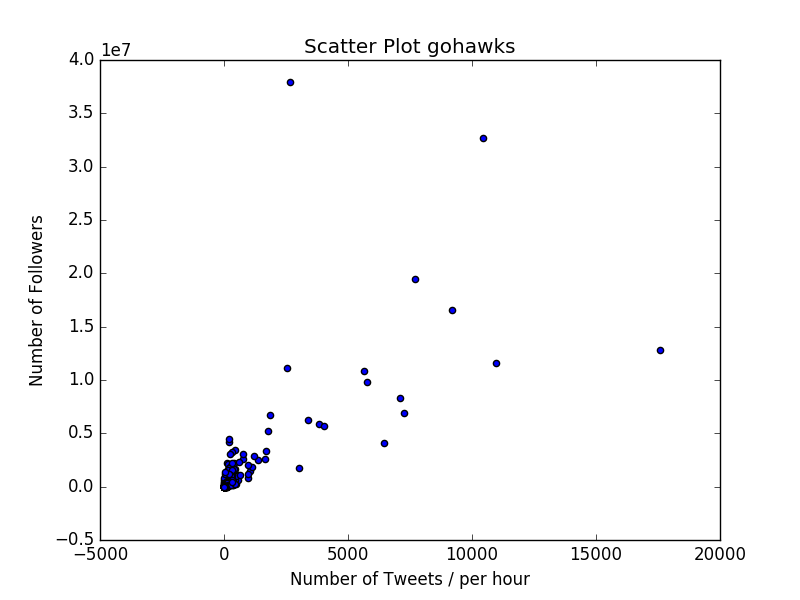 Scatter Plot gohawks
1e7
4.0
3.5
3.0
2.5
2.0
1.5
1.0
0.5
0.0
−0.5
−5000 0 5000 10000 15000 20000
Number of Tweets / per hour
Number of Followers